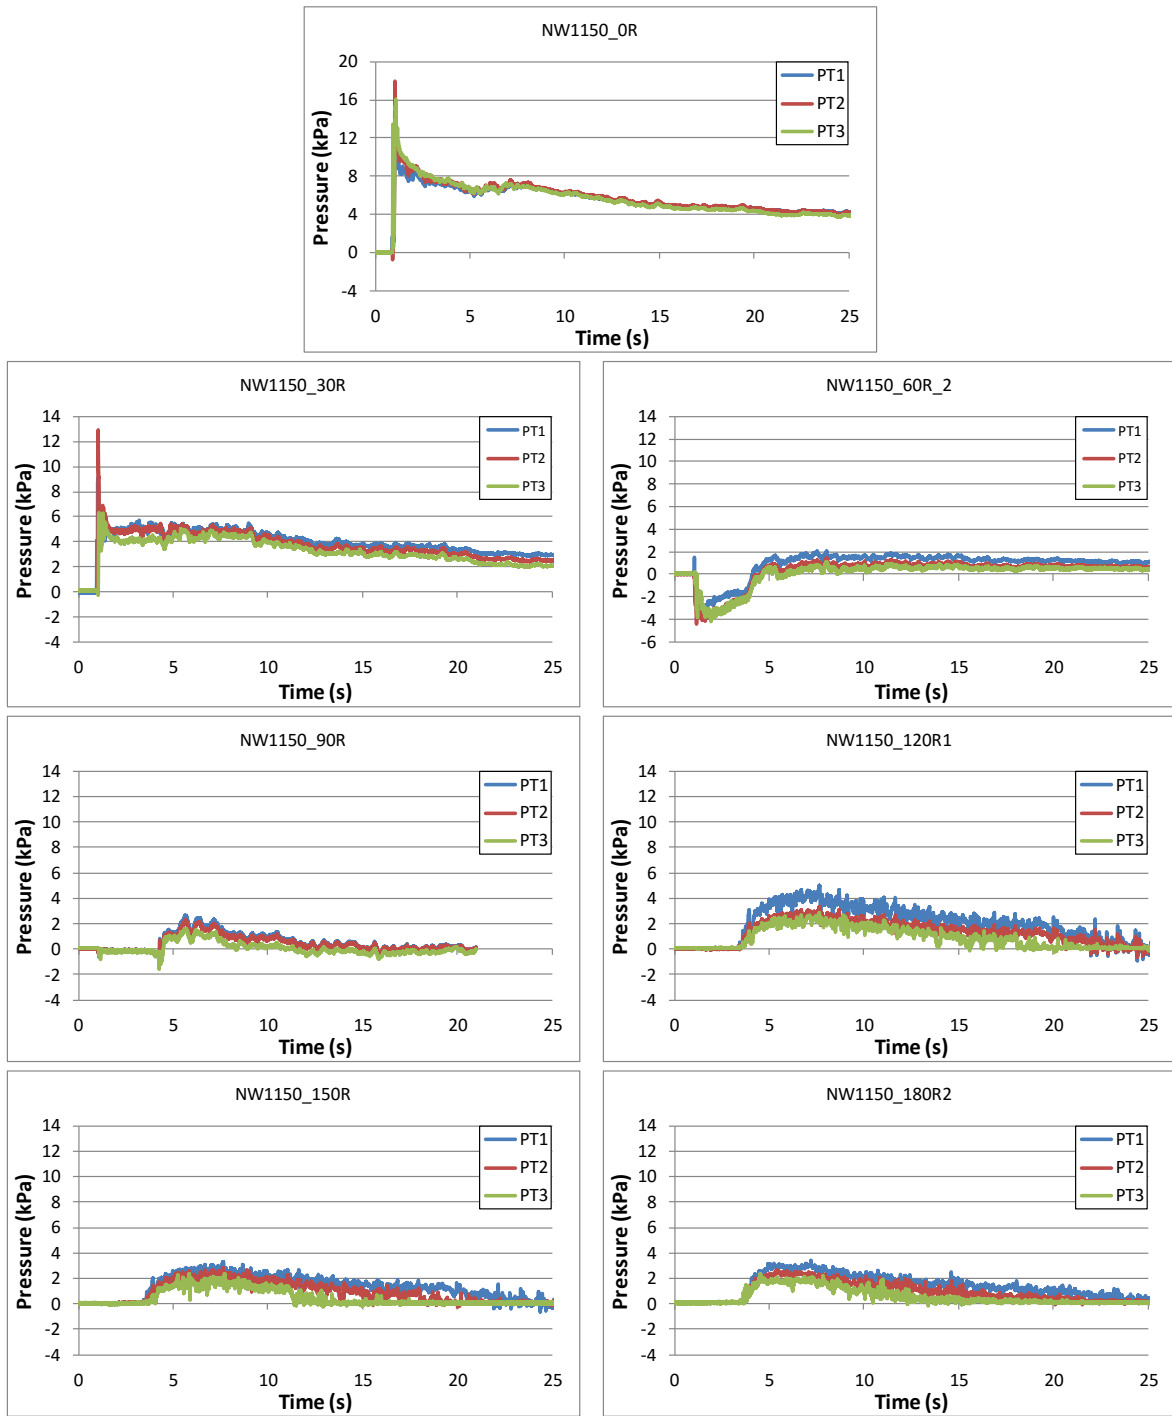 NW1150_0R
20
16
12
8
4
0
-4
Pressure (kPa)
PT1
PT2
PT3
0 5 10 15 20 25
Time (s)
NW1150_30R
14
12
10
8
6
4
2
0
-2
-4
Pressure (kPa)
PT1
PT2
PT3
0 5 10 15 20 25
Time (s)
NW1150_60R_2
14
12
10
8
6
4
2
0
-2
-4
-6
Pressure (kPa)
PT1
PT2
PT3
0 5 10 15 20 25
Time (s)
NW1150_90R
14
12
10
8
6
4
2
0
-2
-4
Pressure (kPa)
PT1
PT2
PT3
0 5 10 15 20 25
Time (s)
NW1150_120R1
14
12
10
8
6
4
2
0
-2
-4
Pressure (kPa)
PT1
PT2
PT3
0 5 10 15 20 25
Time (s)
NW1150_150R
14
12
10
8
6
4
2
0
-2
-4
Pressure (kPa)
PT1
PT2
PT3
0 5 10 15 20 25
Time (s)
NW1150_180R2
14
12
10
8
6
4
2
0
-2
-4
Pressure (kPa)
PT1
PT2
PT3
0 5 10 15 20 25
Time (s)